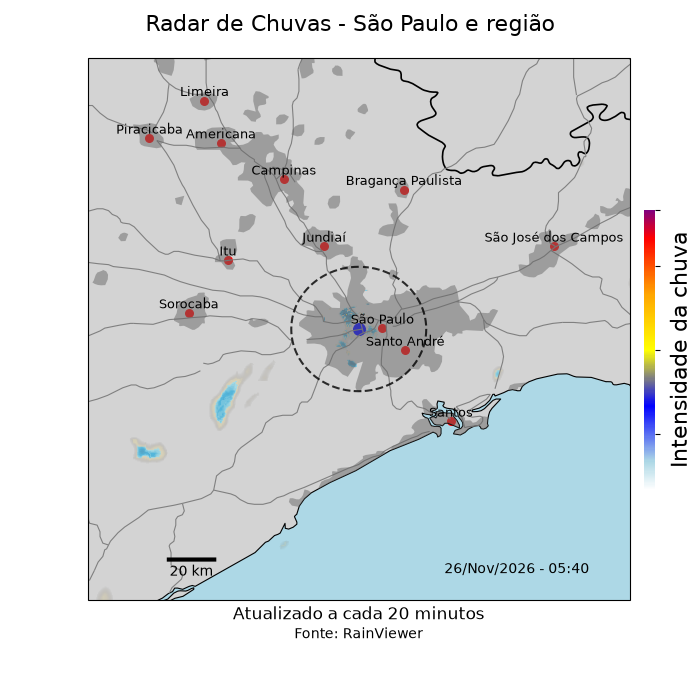 Radar de Chuvas - São Paulo e região
Limeira
Piracicaba
Americana
Campinas
Bragança Paulista
Jundiaí
São José dos Campos
Itu
Sorocaba
São Paulo
Santo André
Santos
Intensidade da chuva
20 km
26/Nov/2026 - 05:40
Atualizado a cada 20 minutos
Fonte: RainViewer